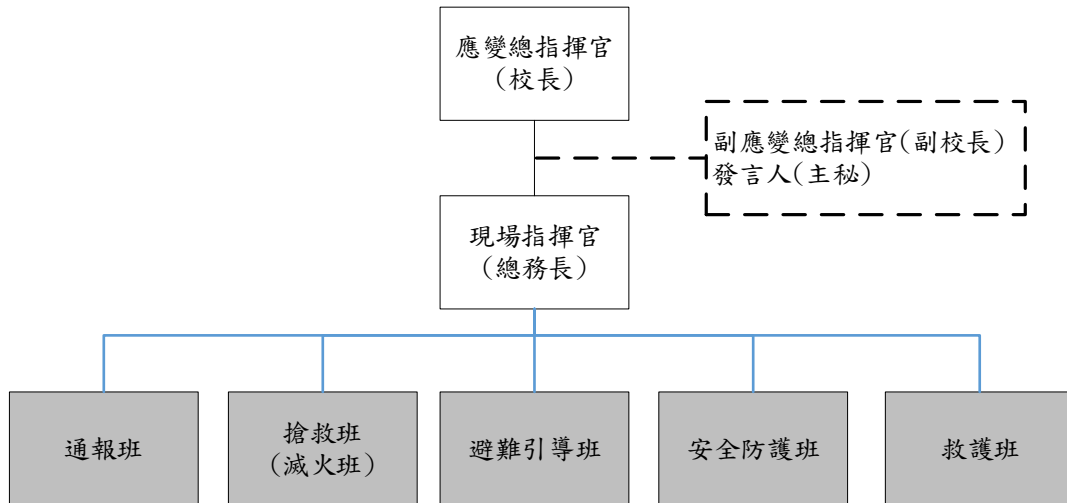 應變總指揮官
(校長)
副應變總指揮官(副校長)
發言人(主秘)
現場指揮官
(總務長)
通報班
搶救班
(滅火班)
避難引導班
安全防護班
救護班